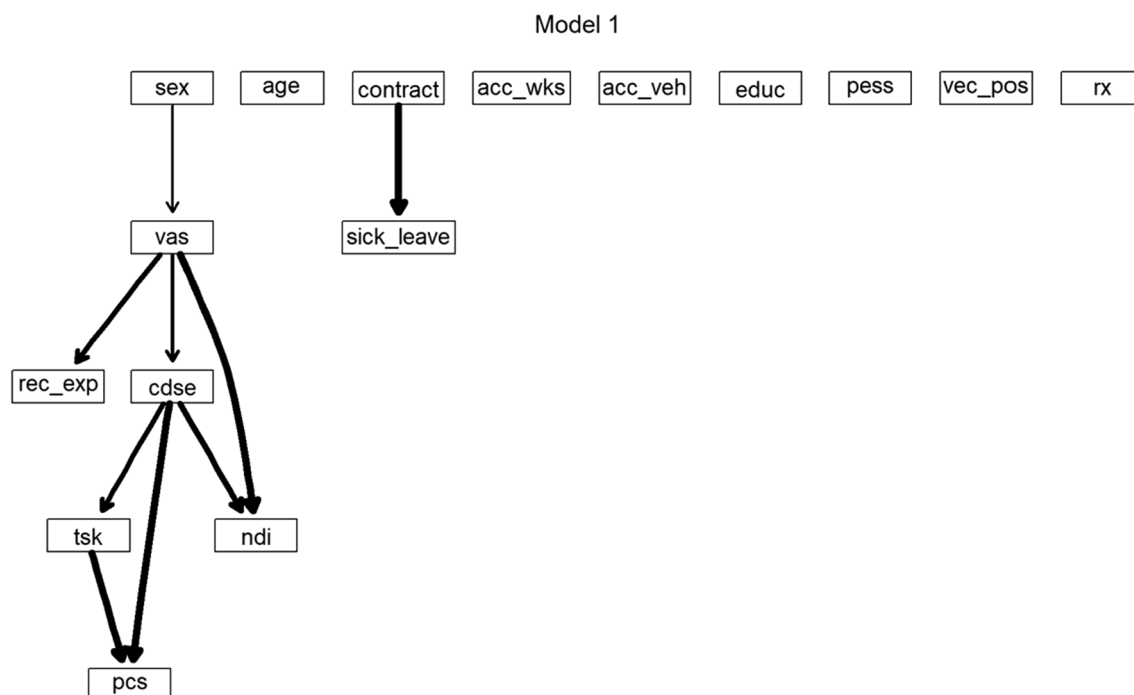 Model 1
sex
age
contract
acc_wks
acc_veh
educ
pess
vec_pos
rx
vas
sick_leave
rec_exp
cdse
tsk
ndi
pcs